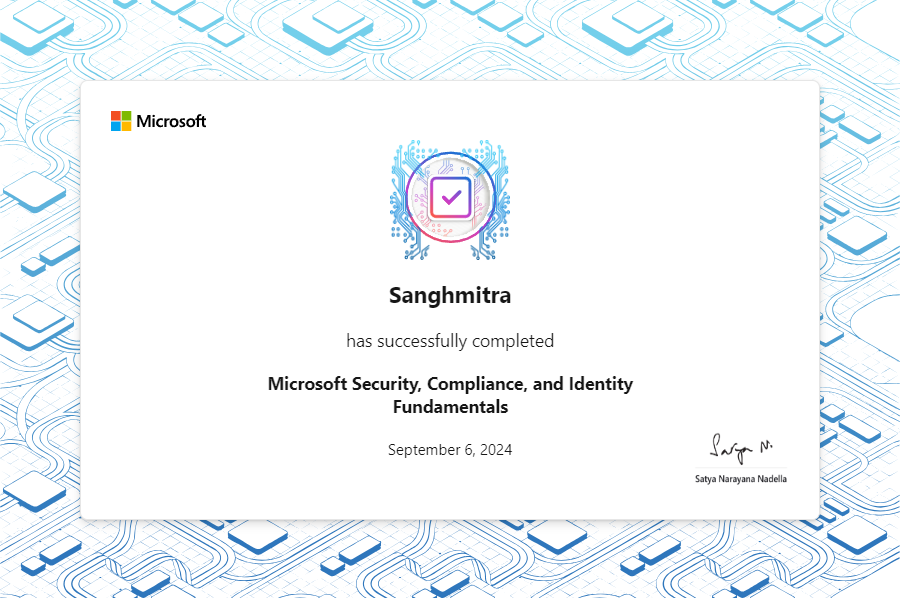 Microsoft
Sanghmitra
has successfully completed
Microsoft Security, Compliance, and Identity
Fundamentals
September 6, 2024
Satya N.
Satya Narayana Nadella